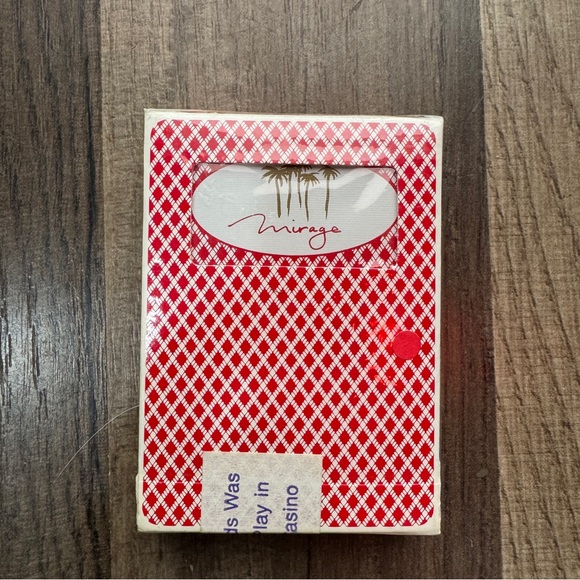 mirage
ds Was
Play in
asino